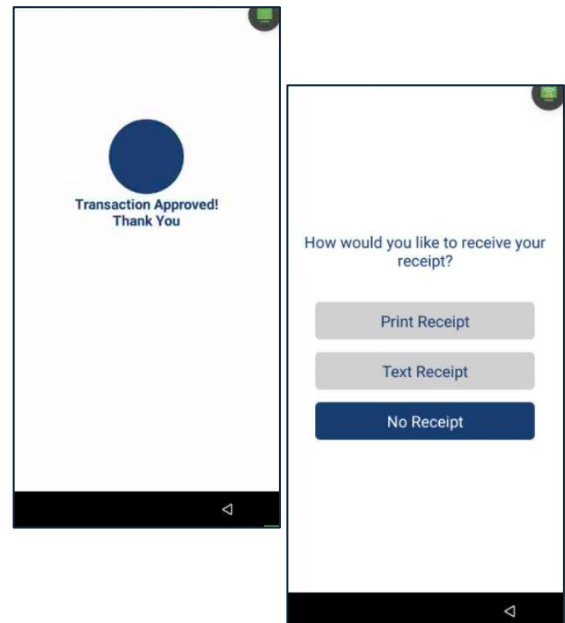 Transaction Approved!
Thank You
How would you like to receive your
receipt?
Print Receipt
Text Receipt
No Receipt